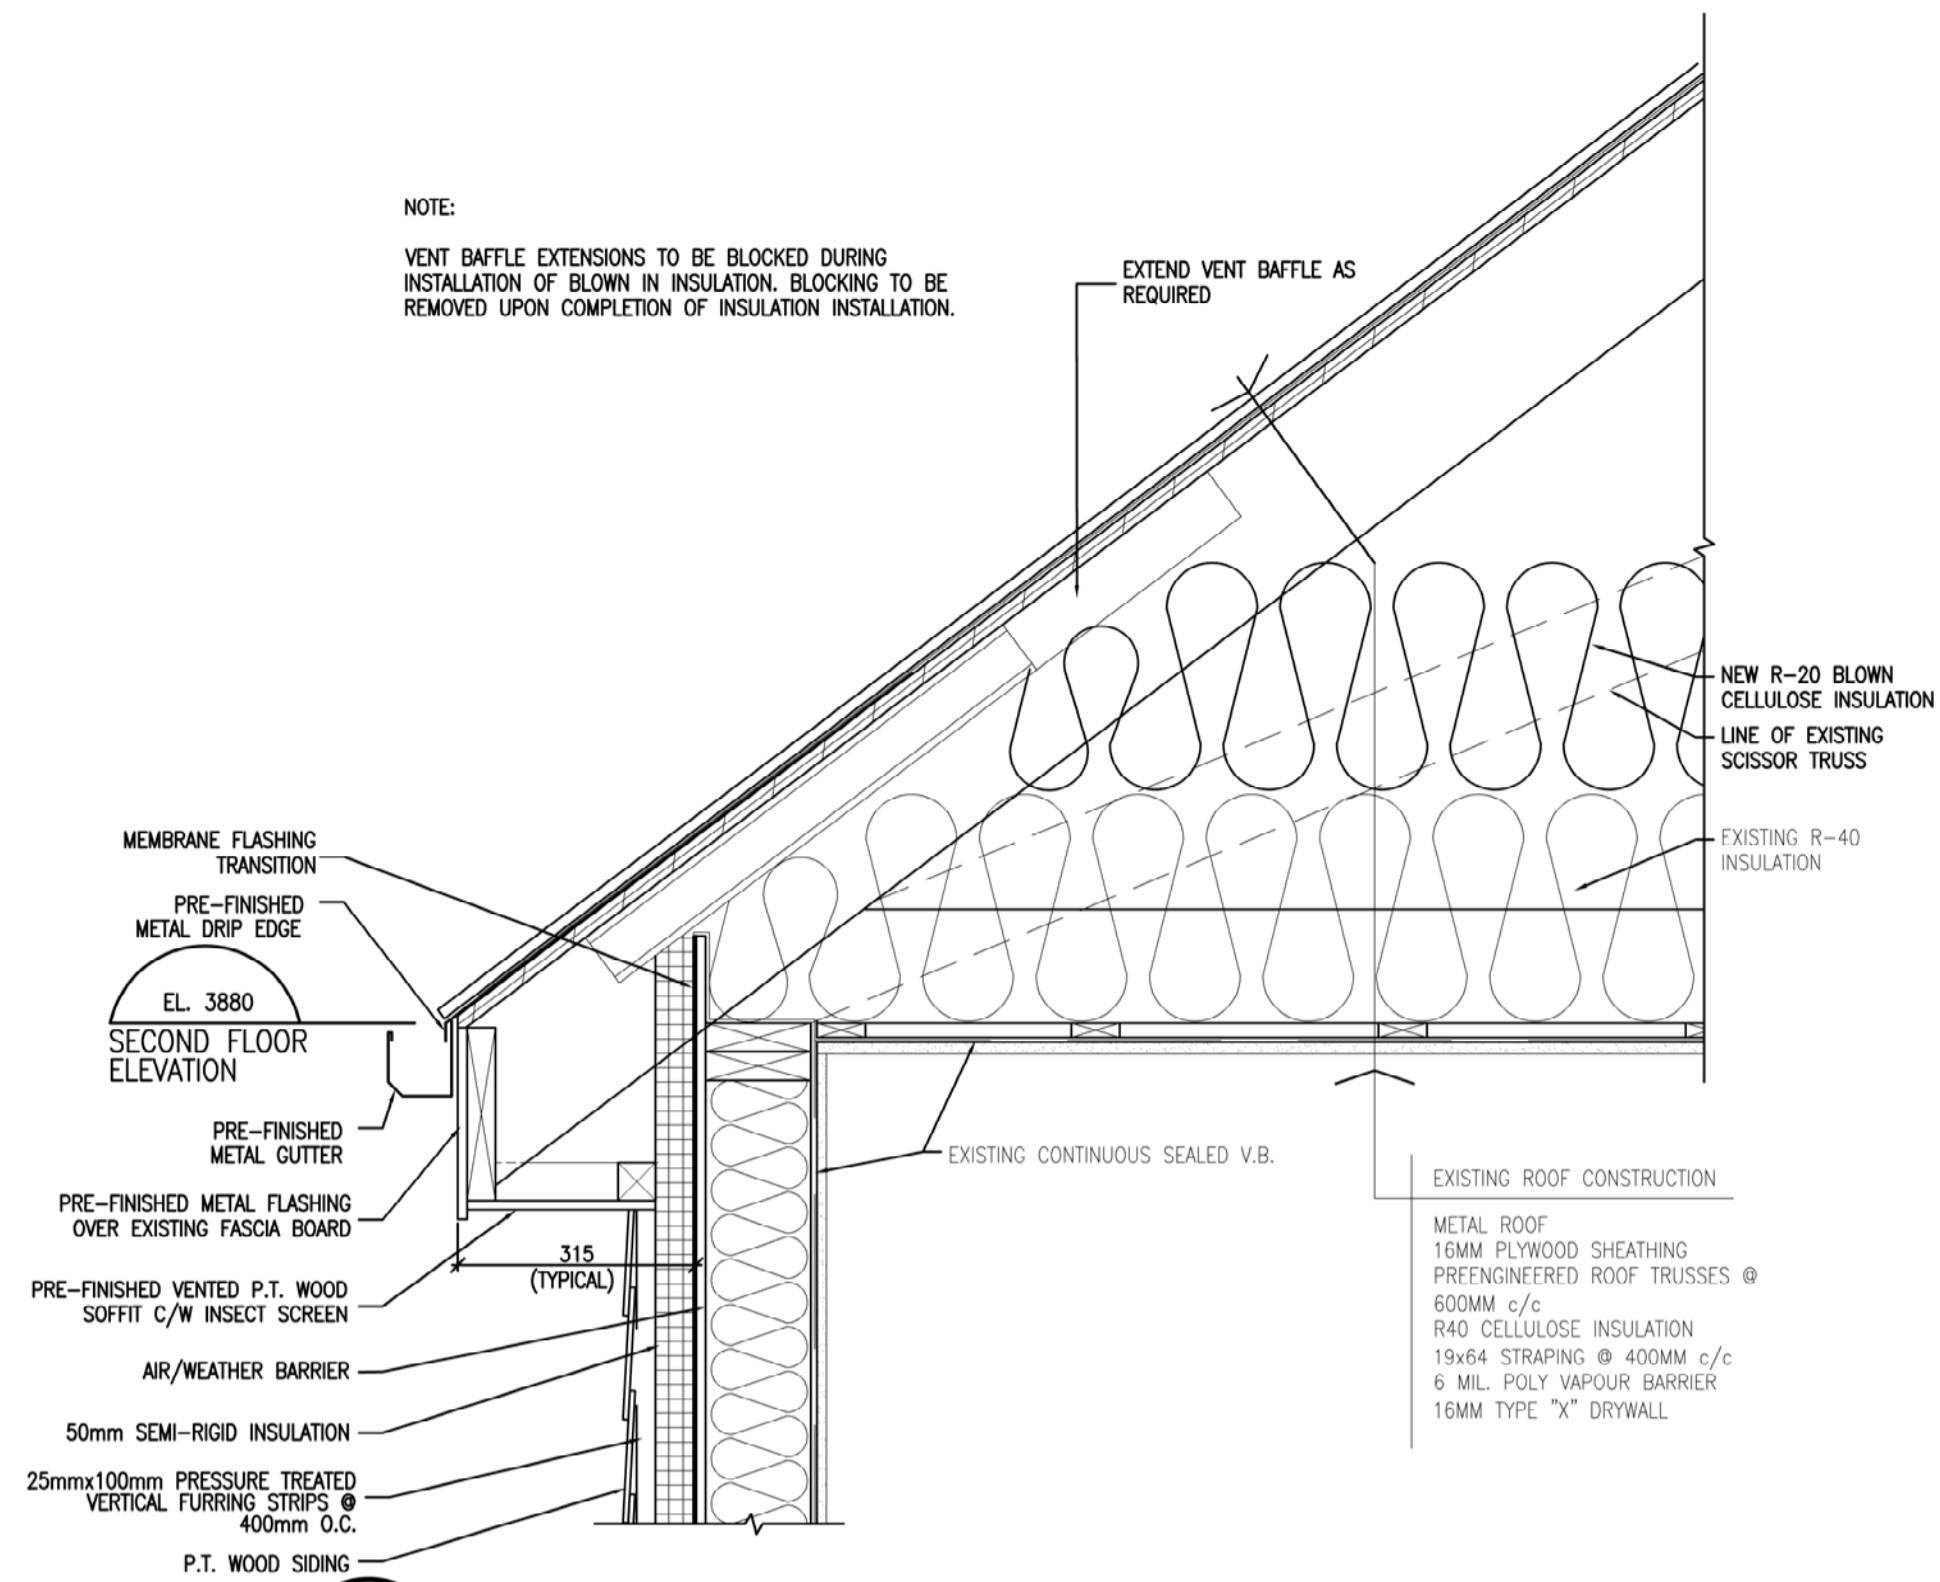 NOTE:
VENT BAFFLE EXTENSIONS TO BE BLOCKED DURING
INSTALLATION OF BLOWN IN INSULATION. BLOCKING TO BE
REMOVED UPON COMPLETION OF INSULATION INSTALLATION.
EXTEND VENT BAFFLE AS
REQUIRED
NEW R-20 BLOWN
CELLULOSE INSULATION
LINE OF EXISTING
SCISSOR TRUSS
EXISTING R-40
INSULATION
MEMBRANE FLASHING
TRANSITION
PRE-FINISHED
METAL DRIP EDGE
EL. 3880
SECOND FLOOR
ELEVATION
PRE-FINISHED
METAL GUTTER
PRE-FINISHED METAL FLASHING
OVER EXISTING FASCIA BOARD
315
(TYPICAL)
PRE-FINISHED VENTED P.T. WOOD
SOFFIT C/W INSECT SCREEN
AIR/WEATHER BARRIER
50mm SEMI-RIGID INSULATION
25mmx100mm PRESSURE TREATED
VERTICAL FURRING STRIPS @
400mm O.C.
P.T. WOOD SIDING
EXISTING CONTINUOUS SEALED V.B.
EXISTING ROOF CONSTRUCTION
METAL ROOF
16MM PLYWOOD SHEATHING
PREENGINEERED ROOF TRUSSES @
600MM c/c
R40 CELLULOSE INSULATION
19x64 STRAPING @ 400MM c/c
6 MIL. POLY VAPOUR BARRIER
16MM TYPE "X" DRYWALL